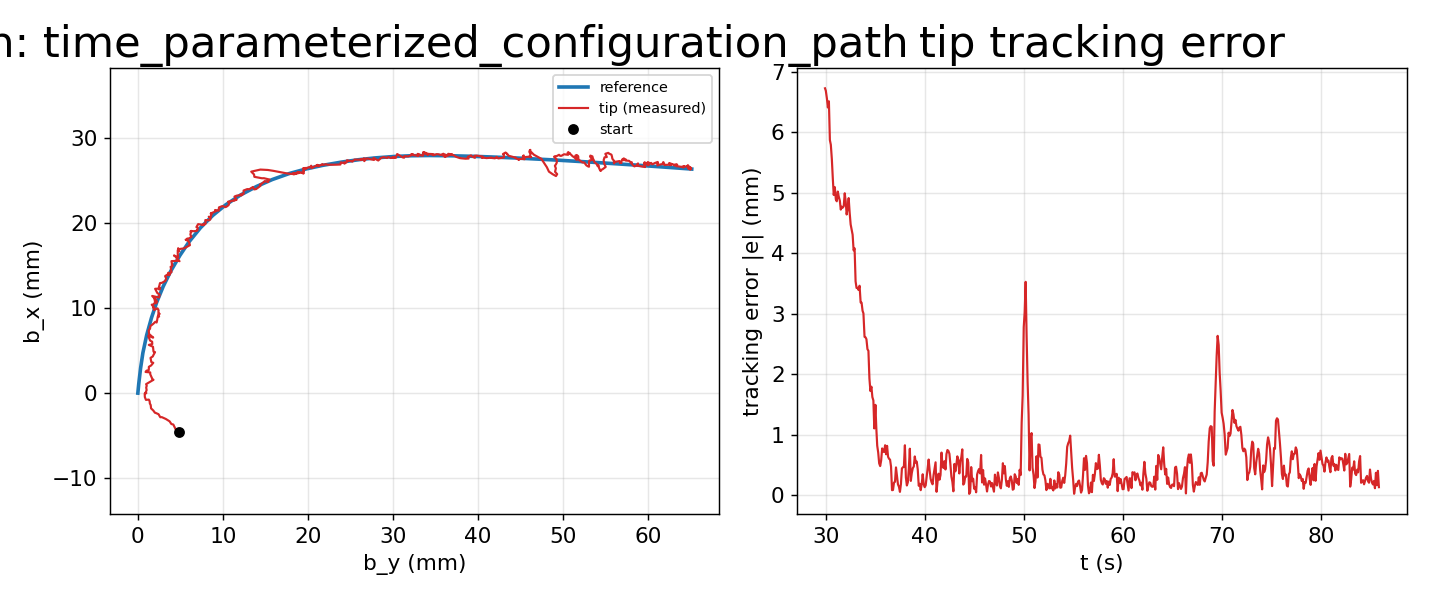 n: time_parameterized_configuration_path tip tracking error
reference
tip (measured)
start
30
20
10
0
−10
b_x (mm)
0 10 20 30 40 50 60
b_y (mm)
7
6
5
4
3
2
1
0
tracking error |e| (mm)
30 40 50 60 70 80
t (s)